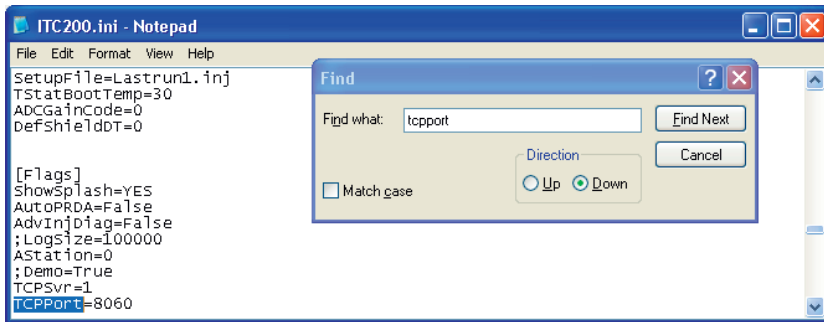 ITC200.ini - Notepad
File Edit Format View Help
SetupFile=Lastrun1.inj
TStatBootTemp=30
ADCGainCode=0
DefShieldDT=0
[Flags]
ShowSplash=YES
AutoPRDA=False
AdvInjDiag=False
;LogSize=100000
AStation=0
;Demo=True
TCPSvr=1
TCPPort=8060
Find
Find what: tcpport Find Next
Direction Cancel
Match case Up Down